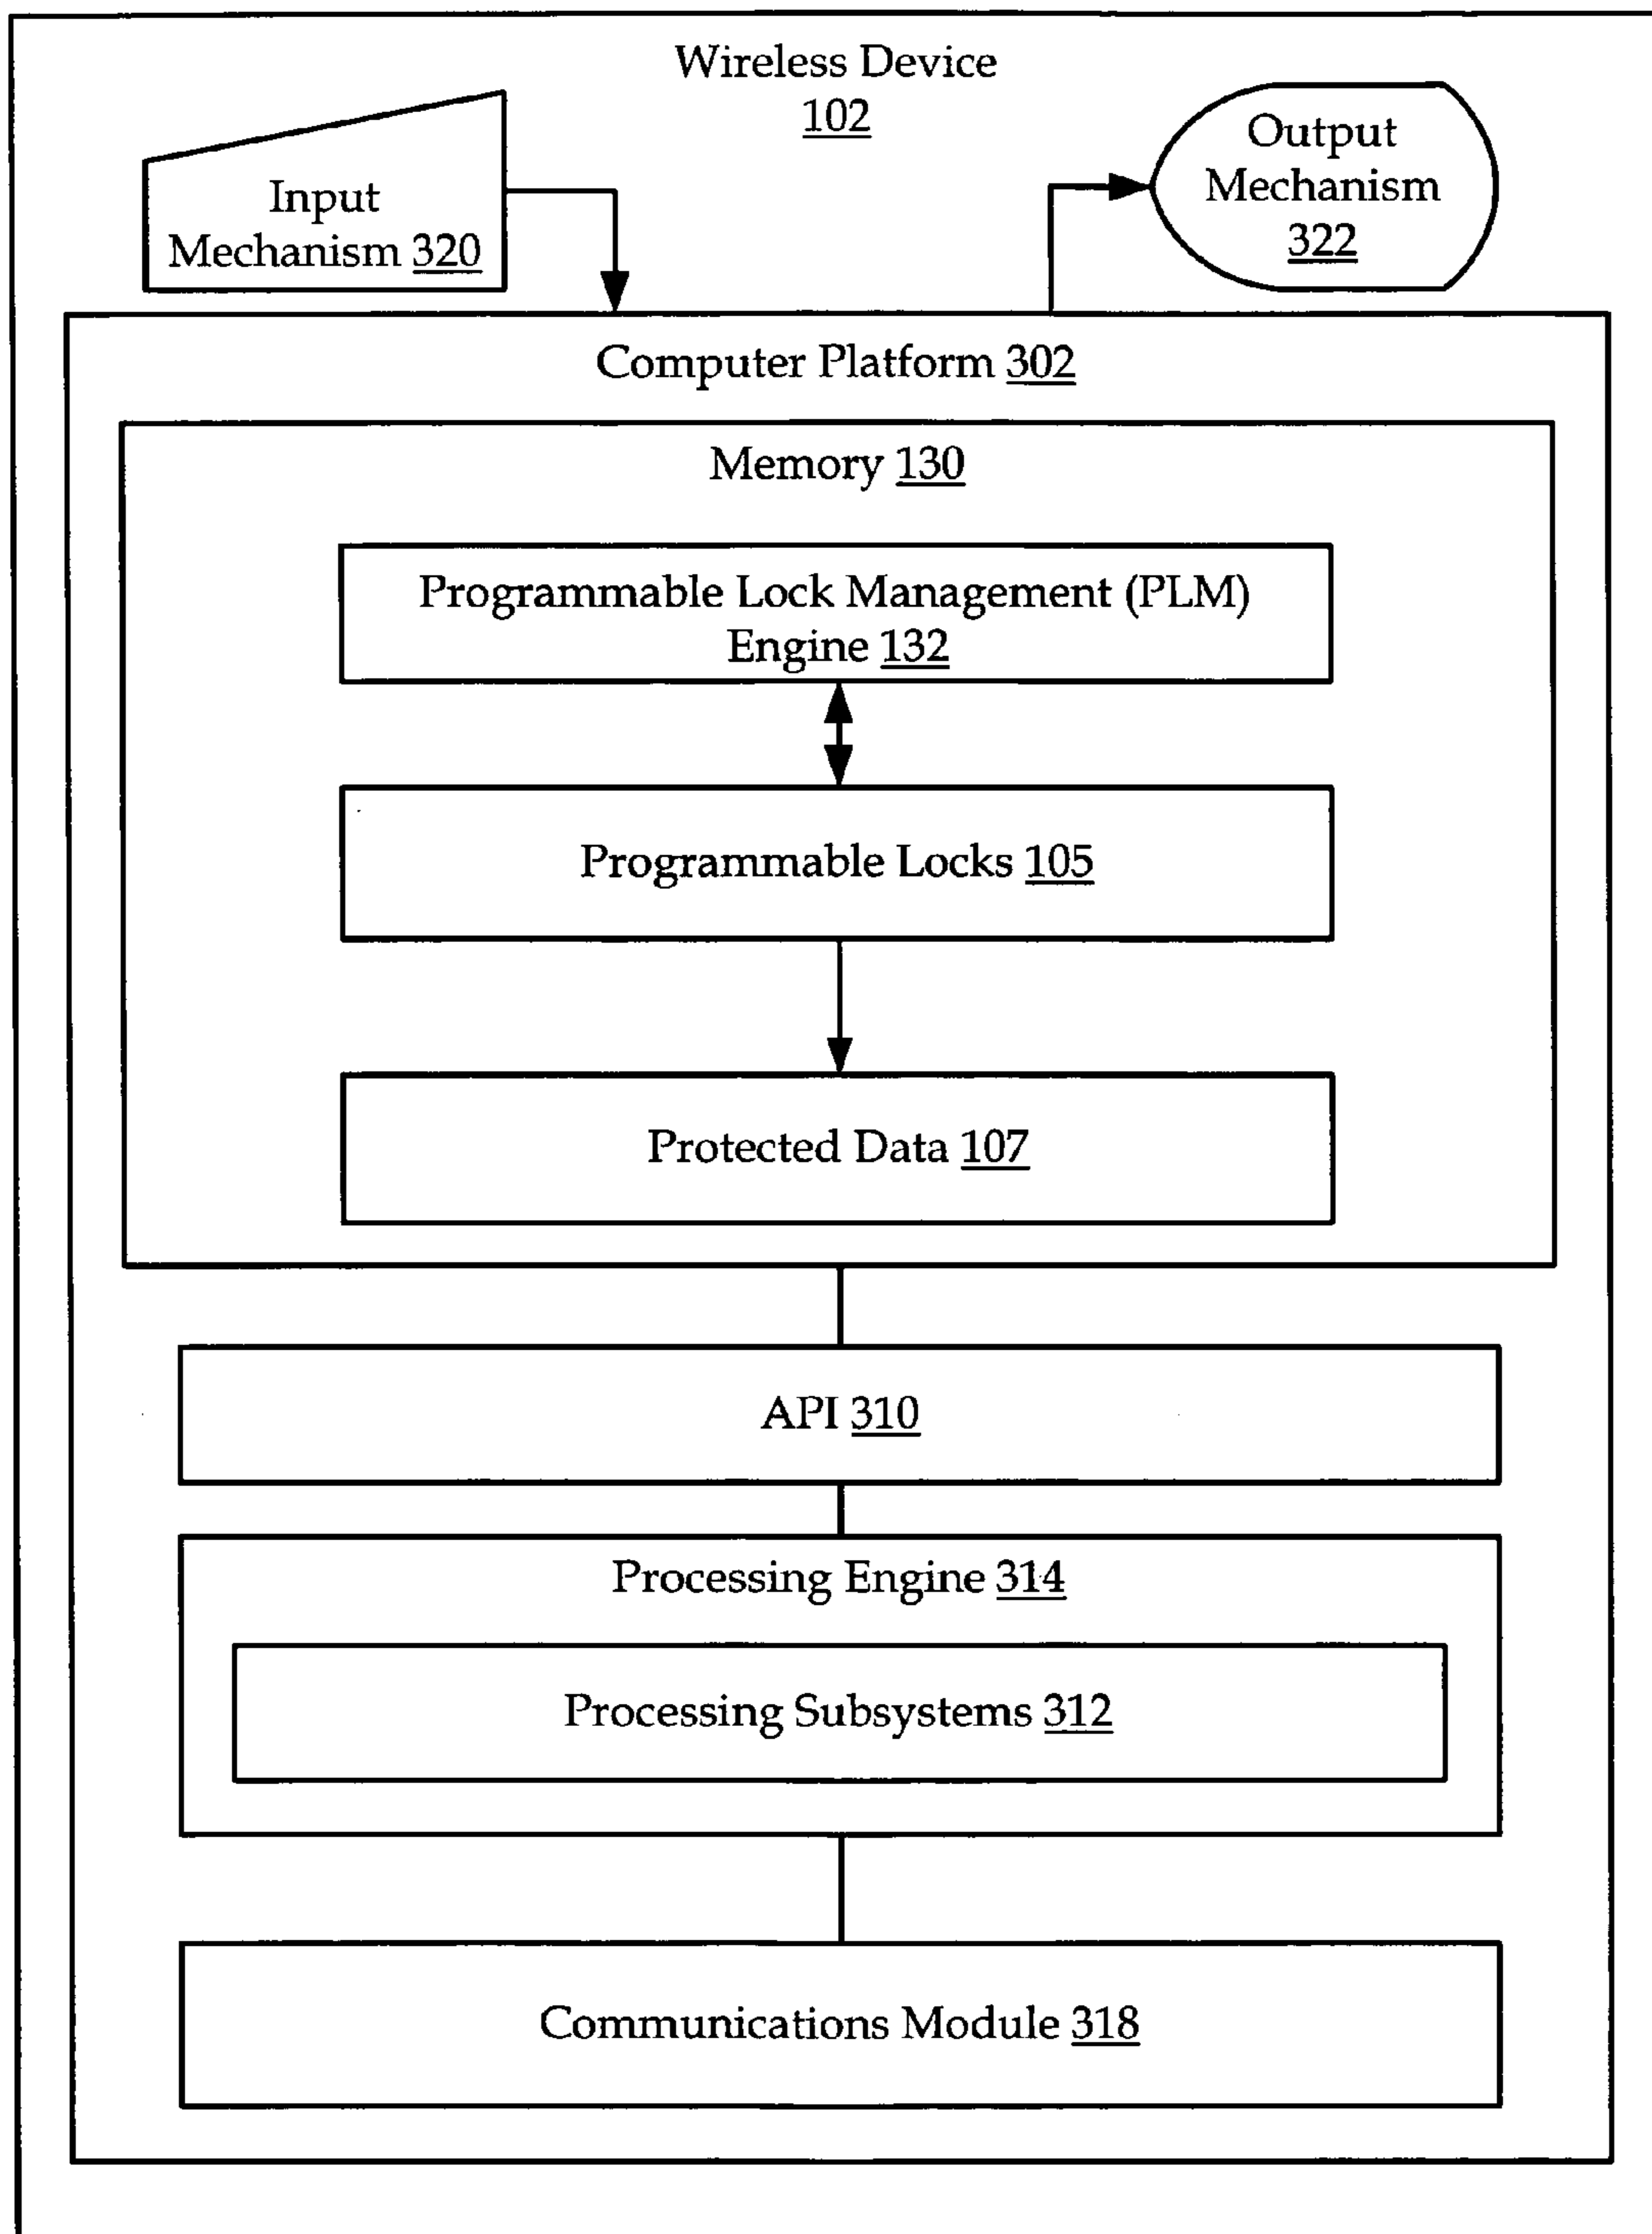 Wireless Device
102
Input
Mechanism 320
Output
Mechanism
322
Computer Platform 302
Memory 130
Programmable Lock Management (PLM)
Engine 132
Programmable Locks 105
Protected Data 107
API 310
Processing Engine 314
Processing Subsystems 312
Communications Module 318